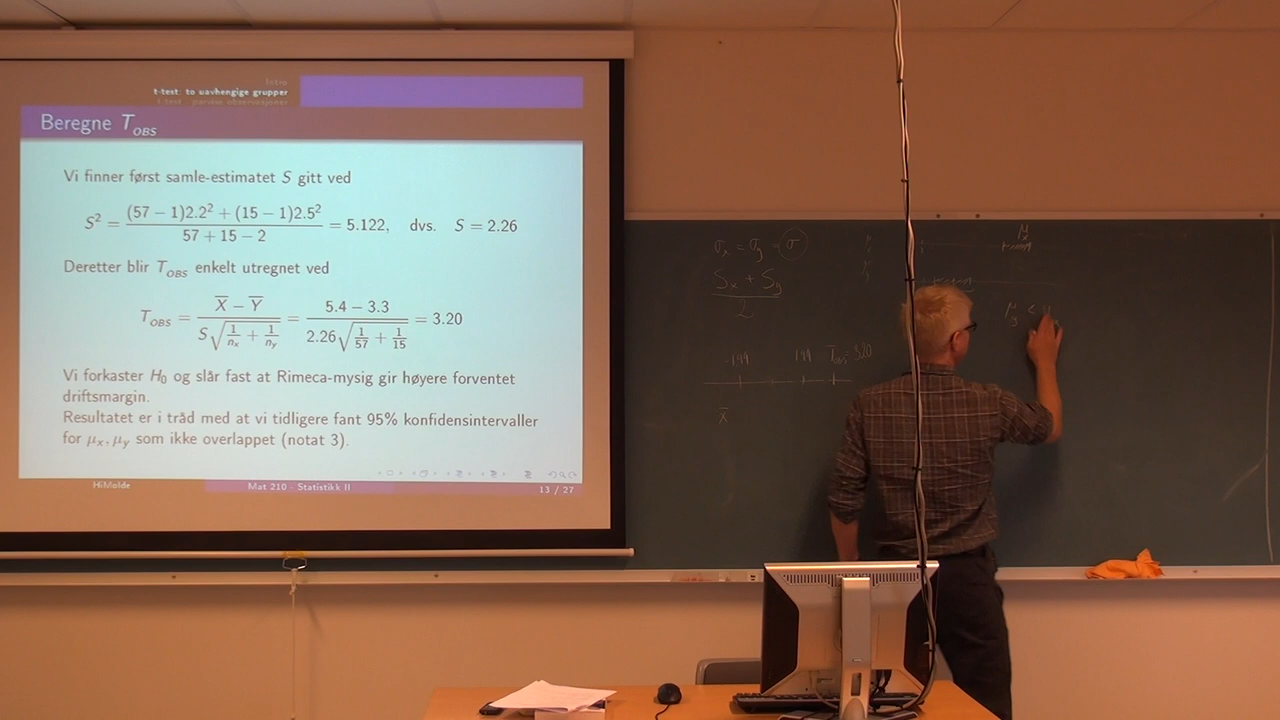 Intro
t-test: to uavhengige grupper
t-test: parvise observasjoner
Beregne T_OBS
Vi finner først samle-estimatet S gitt ved
S² = (57 − 1)2.2² + (15 − 1)2.5² / 57 + 15 − 2 = 5.122, dvs. S = 2.26
Deretter blir T_OBS enkelt utregnet ved
T_OBS = X̅ − Y̅ / S√(1/n_x + 1/n_y) = 5.4 − 3.3 / 2.26√(1/57 + 1/15) = 3.20
Vi forkaster H₀ og slår fast at Rimeca-mysig gir høyere forventet
driftsmargin.
Resultatet er i tråd med at vi tidligere fant 95% konfidensintervaller
for μ_x, μ_y som ikke overlappet (notat 3).
HiMolde
Mat 210 - Statistikk II
13 / 27
σ_x = σ_y = σ
S_x + S_y
2
-1.99 1.99 T_obs = 3.20
x̅
μ_x
μ_y <